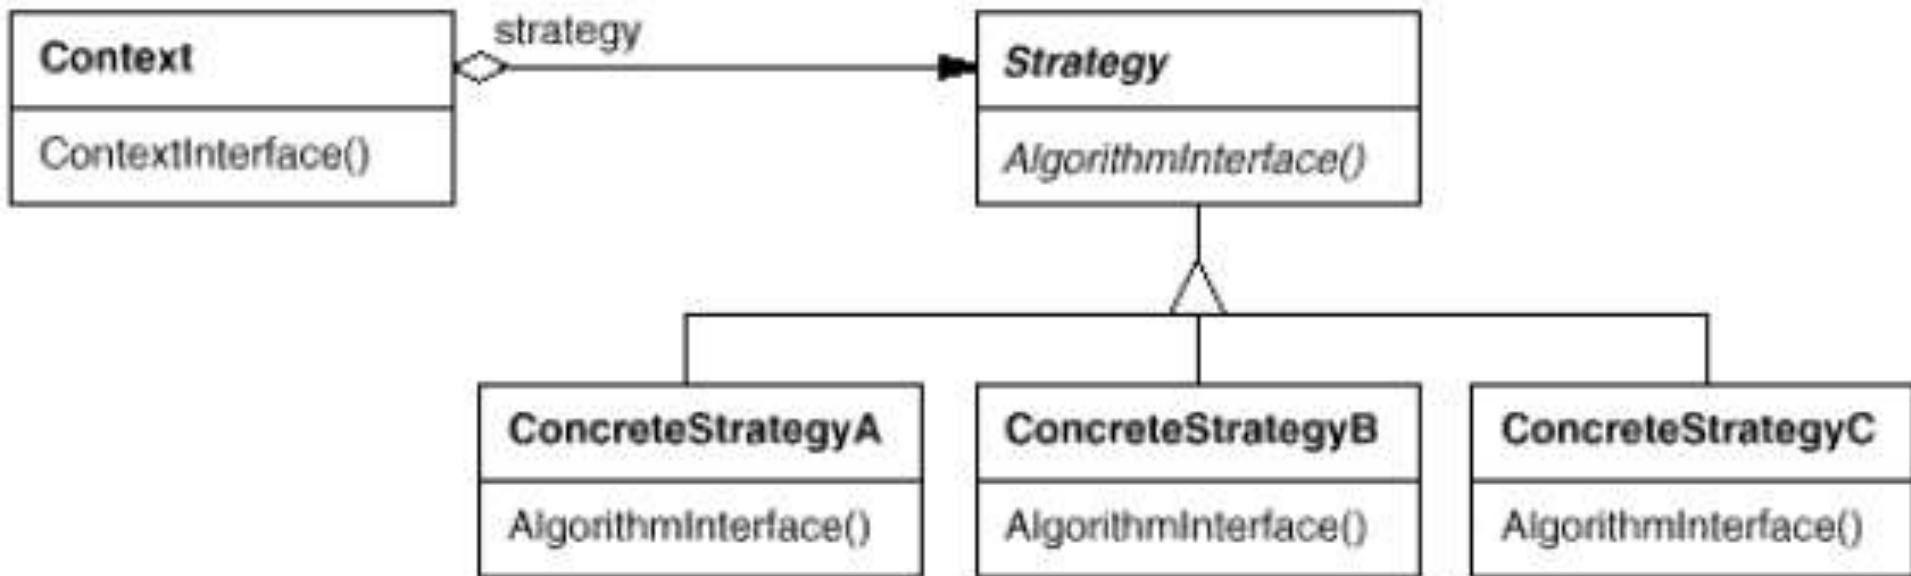 strategy
Context
Strategy
ContextInterface()
AlgorithmInterface()
ConcreteStrategyA
ConcreteStrategyB
ConcreteStrategyC
AlgorithmInterface()
AlgorithmInterface()
AlgorithmInterface()